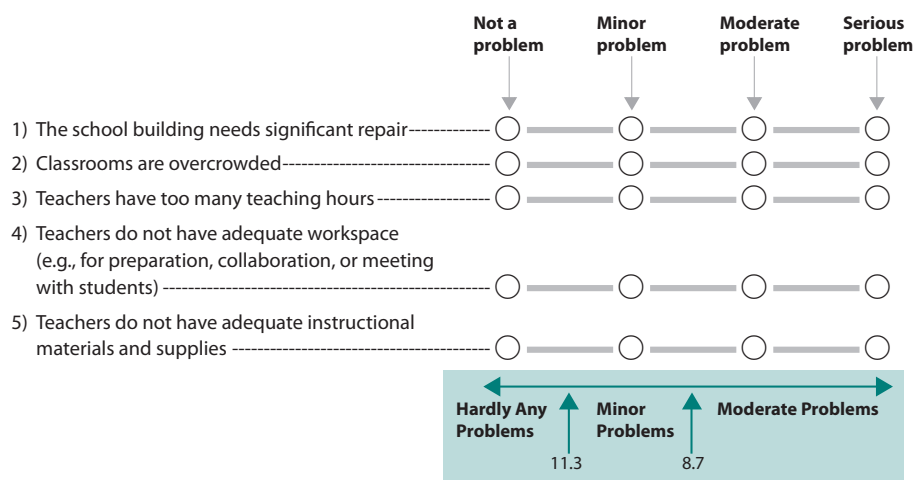 Not a Minor Moderate Serious
problem problem problem problem
1) The school building needs significant repair-------------
2) Classrooms are overcrowded---------------------------------
3) Teachers have too many teaching hours------------------
4) Teachers do not have adequate workspace
(e.g., for preparation, collaboration, or meeting
with students)----------------------------------------------------
5) Teachers do not have adequate instructional
materials and supplies-----------------------------------------
Hardly Any Minor Moderate Problems
Problems Problems
11.3 8.7